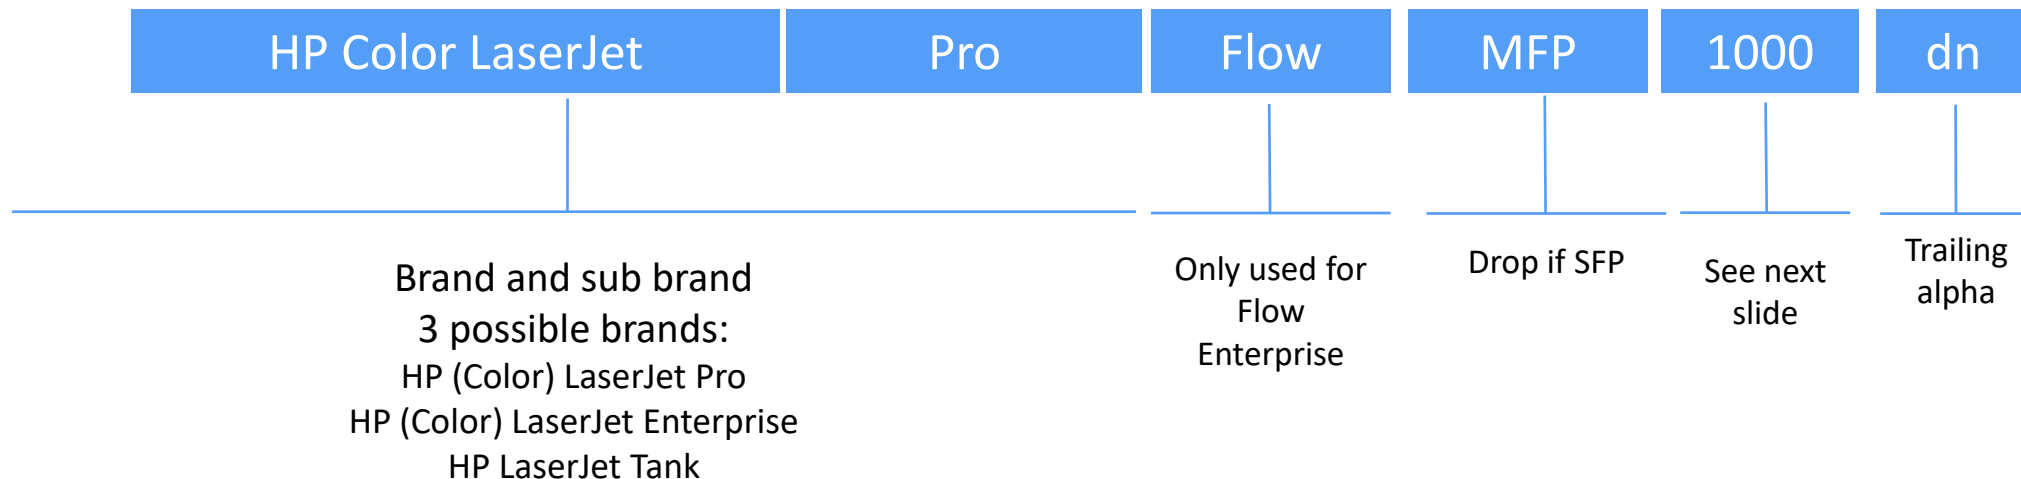 HP Color LaserJet
Pro
Flow
MFP
1000
dn
Brand and sub brand
3 possible brands:
HP (Color) LaserJet Pro
HP (Color) LaserJet Enterprise
HP LaserJet Tank
Only used for
Flow
Enterprise
Drop if SFP
See next
slide
Trailing
alpha